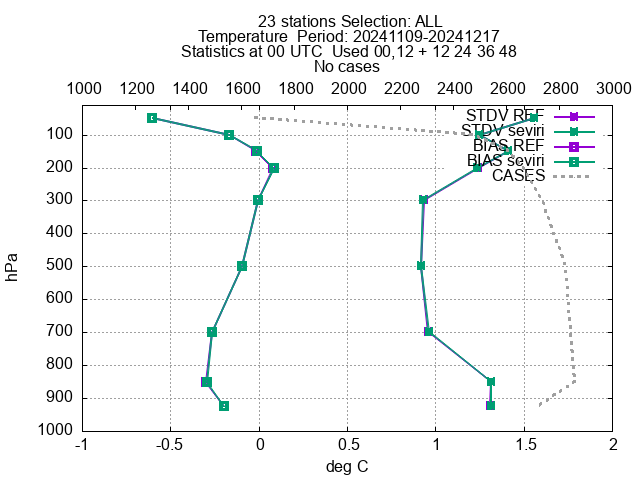 23 stations Selection: ALL
Temperature  Period: 20241109-20241217
Statistics at 00 UTC  Used 00,12 + 12 24 36 48
No cases
1000 1200 1400 1600 1800 2000 2200 2400 2600 2800 3000
STDV REF
STDV seviri
BIAS REF
BIAS seviri
CASES
100
200
300
400
500
600
700
800
900
1000
hPa
-1 -0.5 0 0.5 1 1.5 2
deg C